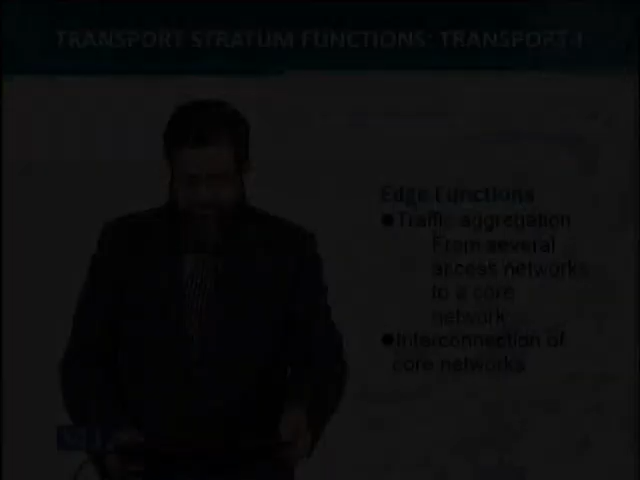 TRANSPORT STRATUM FUNCTIONS: TRANSPORT F
Edge Functions
●Traffic aggregation
From several
access networks
to a core
network
●Interconnection of
core networks